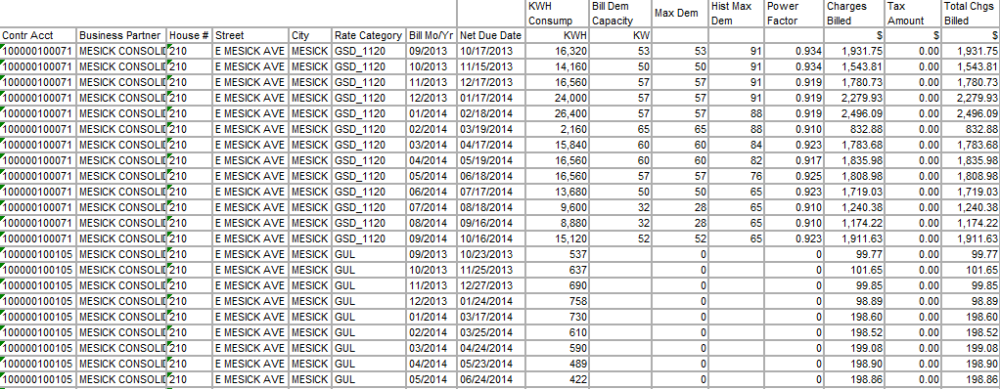 KWH Bill Dem Hist Max Power Charges Tax Total Chgs
Consump Capacity Max Dem Dem Factor Billed Amount Billed
Contr Acct Business Partner House # Street City Rate Category Bill Mo/Yr Net Due Date KWH KW $ $ $
100000100071 MESICK CONSOLID 210 E MESICK AVE MESICK GSD_1120 09/2013 10/17/2013 16,320 53 53 91 0.934 1,931.75 0.00 1,931.75
100000100071 MESICK CONSOLID 210 E MESICK AVE MESICK GSD_1120 10/2013 11/15/2013 14,160 50 50 91 0.934 1,543.81 0.00 1,543.81
100000100071 MESICK CONSOLID 210 E MESICK AVE MESICK GSD_1120 11/2013 12/17/2013 16,560 57 57 91 0.919 1,780.73 0.00 1,780.73
100000100071 MESICK CONSOLID 210 E MESICK AVE MESICK GSD_1120 12/2013 01/17/2014 24,000 57 57 91 0.919 2,279.93 0.00 2,279.93
100000100071 MESICK CONSOLID 210 E MESICK AVE MESICK GSD_1120 01/2014 02/18/2014 26,400 57 57 88 0.919 2,496.09 0.00 2,496.09
100000100071 MESICK CONSOLID 210 E MESICK AVE MESICK GSD_1120 02/2014 03/19/2014 2,160 65 65 88 0.910 832.88 0.00 832.88
100000100071 MESICK CONSOLID 210 E MESICK AVE MESICK GSD_1120 03/2014 04/17/2014 15,840 60 60 84 0.923 1,783.68 0.00 1,783.68
100000100071 MESICK CONSOLID 210 E MESICK AVE MESICK GSD_1120 04/2014 05/19/2014 16,560 60 60 82 0.917 1,835.98 0.00 1,835.98
100000100071 MESICK CONSOLID 210 E MESICK AVE MESICK GSD_1120 05/2014 06/18/2014 16,560 57 57 76 0.925 1,808.98 0.00 1,808.98
100000100071 MESICK CONSOLID 210 E MESICK AVE MESICK GSD_1120 06/2014 07/17/2014 13,680 50 50 65 0.923 1,719.03 0.00 1,719.03
100000100071 MESICK CONSOLID 210 E MESICK AVE MESICK GSD_1120 07/2014 08/18/2014 9,600 32 28 65 0.910 1,240.38 0.00 1,240.38
100000100071 MESICK CONSOLID 210 E MESICK AVE MESICK GSD_1120 08/2014 09/16/2014 8,880 32 28 65 0.910 1,174.22 0.00 1,174.22
100000100071 MESICK CONSOLID 210 E MESICK AVE MESICK GSD_1120 09/2014 10/16/2014 15,120 52 52 65 0.923 1,911.63 0.00 1,911.63
100000100105 MESICK CONSOLID 210 E MESICK AVE MESICK GUL 09/2013 10/23/2013 537 0 0 99.77 0.00 99.77
100000100105 MESICK CONSOLID 210 E MESICK AVE MESICK GUL 10/2013 11/25/2013 637 0 0 101.65 0.00 101.65
100000100105 MESICK CONSOLID 210 E MESICK AVE MESICK GUL 11/2013 12/27/2013 690 0 0 99.85 0.00 99.85
100000100105 MESICK CONSOLID 210 E MESICK AVE MESICK GUL 12/2013 01/24/2014 758 0 0 98.89 0.00 98.89
100000100105 MESICK CONSOLID 210 E MESICK AVE MESICK GUL 01/2014 03/17/2014 730 0 0 198.60 0.00 198.60
100000100105 MESICK CONSOLID 210 E MESICK AVE MESICK GUL 02/2014 03/25/2014 610 0 0 198.52 0.00 198.52
100000100105 MESICK CONSOLID 210 E MESICK AVE MESICK GUL 03/2014 04/24/2014 590 0 0 199.08 0.00 199.08
100000100105 MESICK CONSOLID 210 E MESICK AVE MESICK GUL 04/2014 05/23/2014 489 0 0 198.90 0.00 198.90
100000100105 MESICK CONSOLID 210 E MESICK AVE MESICK GUL 05/2014 06/24/2014 422 0 0 198.86 0.00 198.86